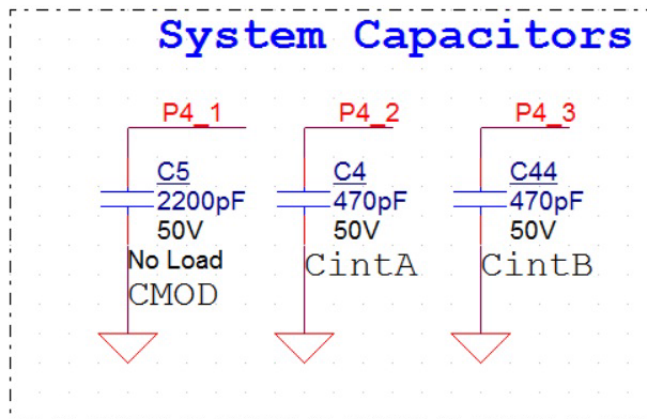 System Capacitors
P4_1
P4_2
P4_3
C5
2200pF
50V
No Load
CMOD
C4
470pF
50V
CintA
C44
470pF
50V
CintB